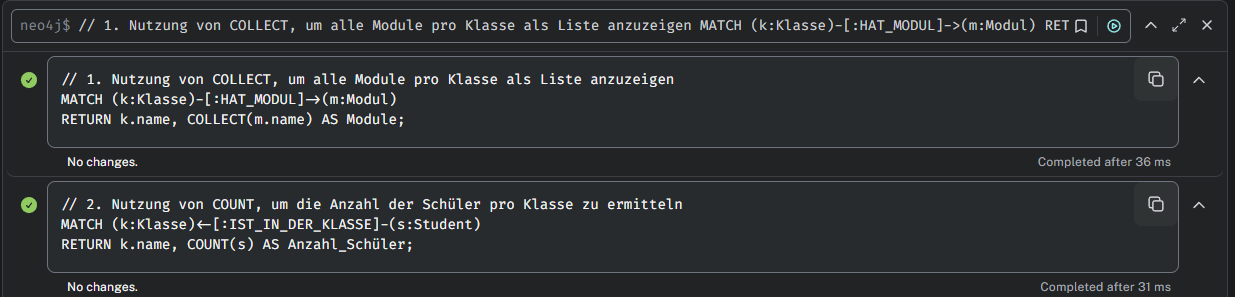 neo4j$ // 1. Nutzung von COLLECT, um alle Module pro Klasse als Liste anzuzeigen MATCH (k:Klasse)-[:HAT_MODUL]->(m:Modul) RET
// 1. Nutzung von COLLECT, um alle Module pro Klasse als Liste anzuzeigen
MATCH (k:Klasse)-[:HAT_MODUL]->(m:Modul)
RETURN k.name, COLLECT(m.name) AS Module;
No changes. Completed after 36 ms
// 2. Nutzung von COUNT, um die Anzahl der Schüler pro Klasse zu ermitteln
MATCH (k:Klasse)<-[:IST_IN_DER_KLASSE]-(s:Student)
RETURN k.name, COUNT(s) AS Anzahl_Schüler;
No changes. Completed after 31 ms